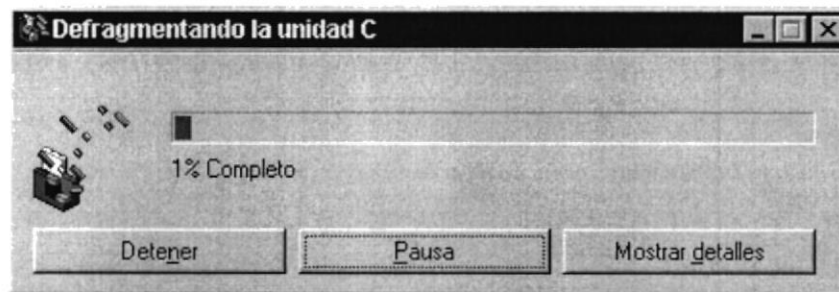 Defragmentando la unidad C
1% Completo
Detener
Pausa
Mostrar detalles